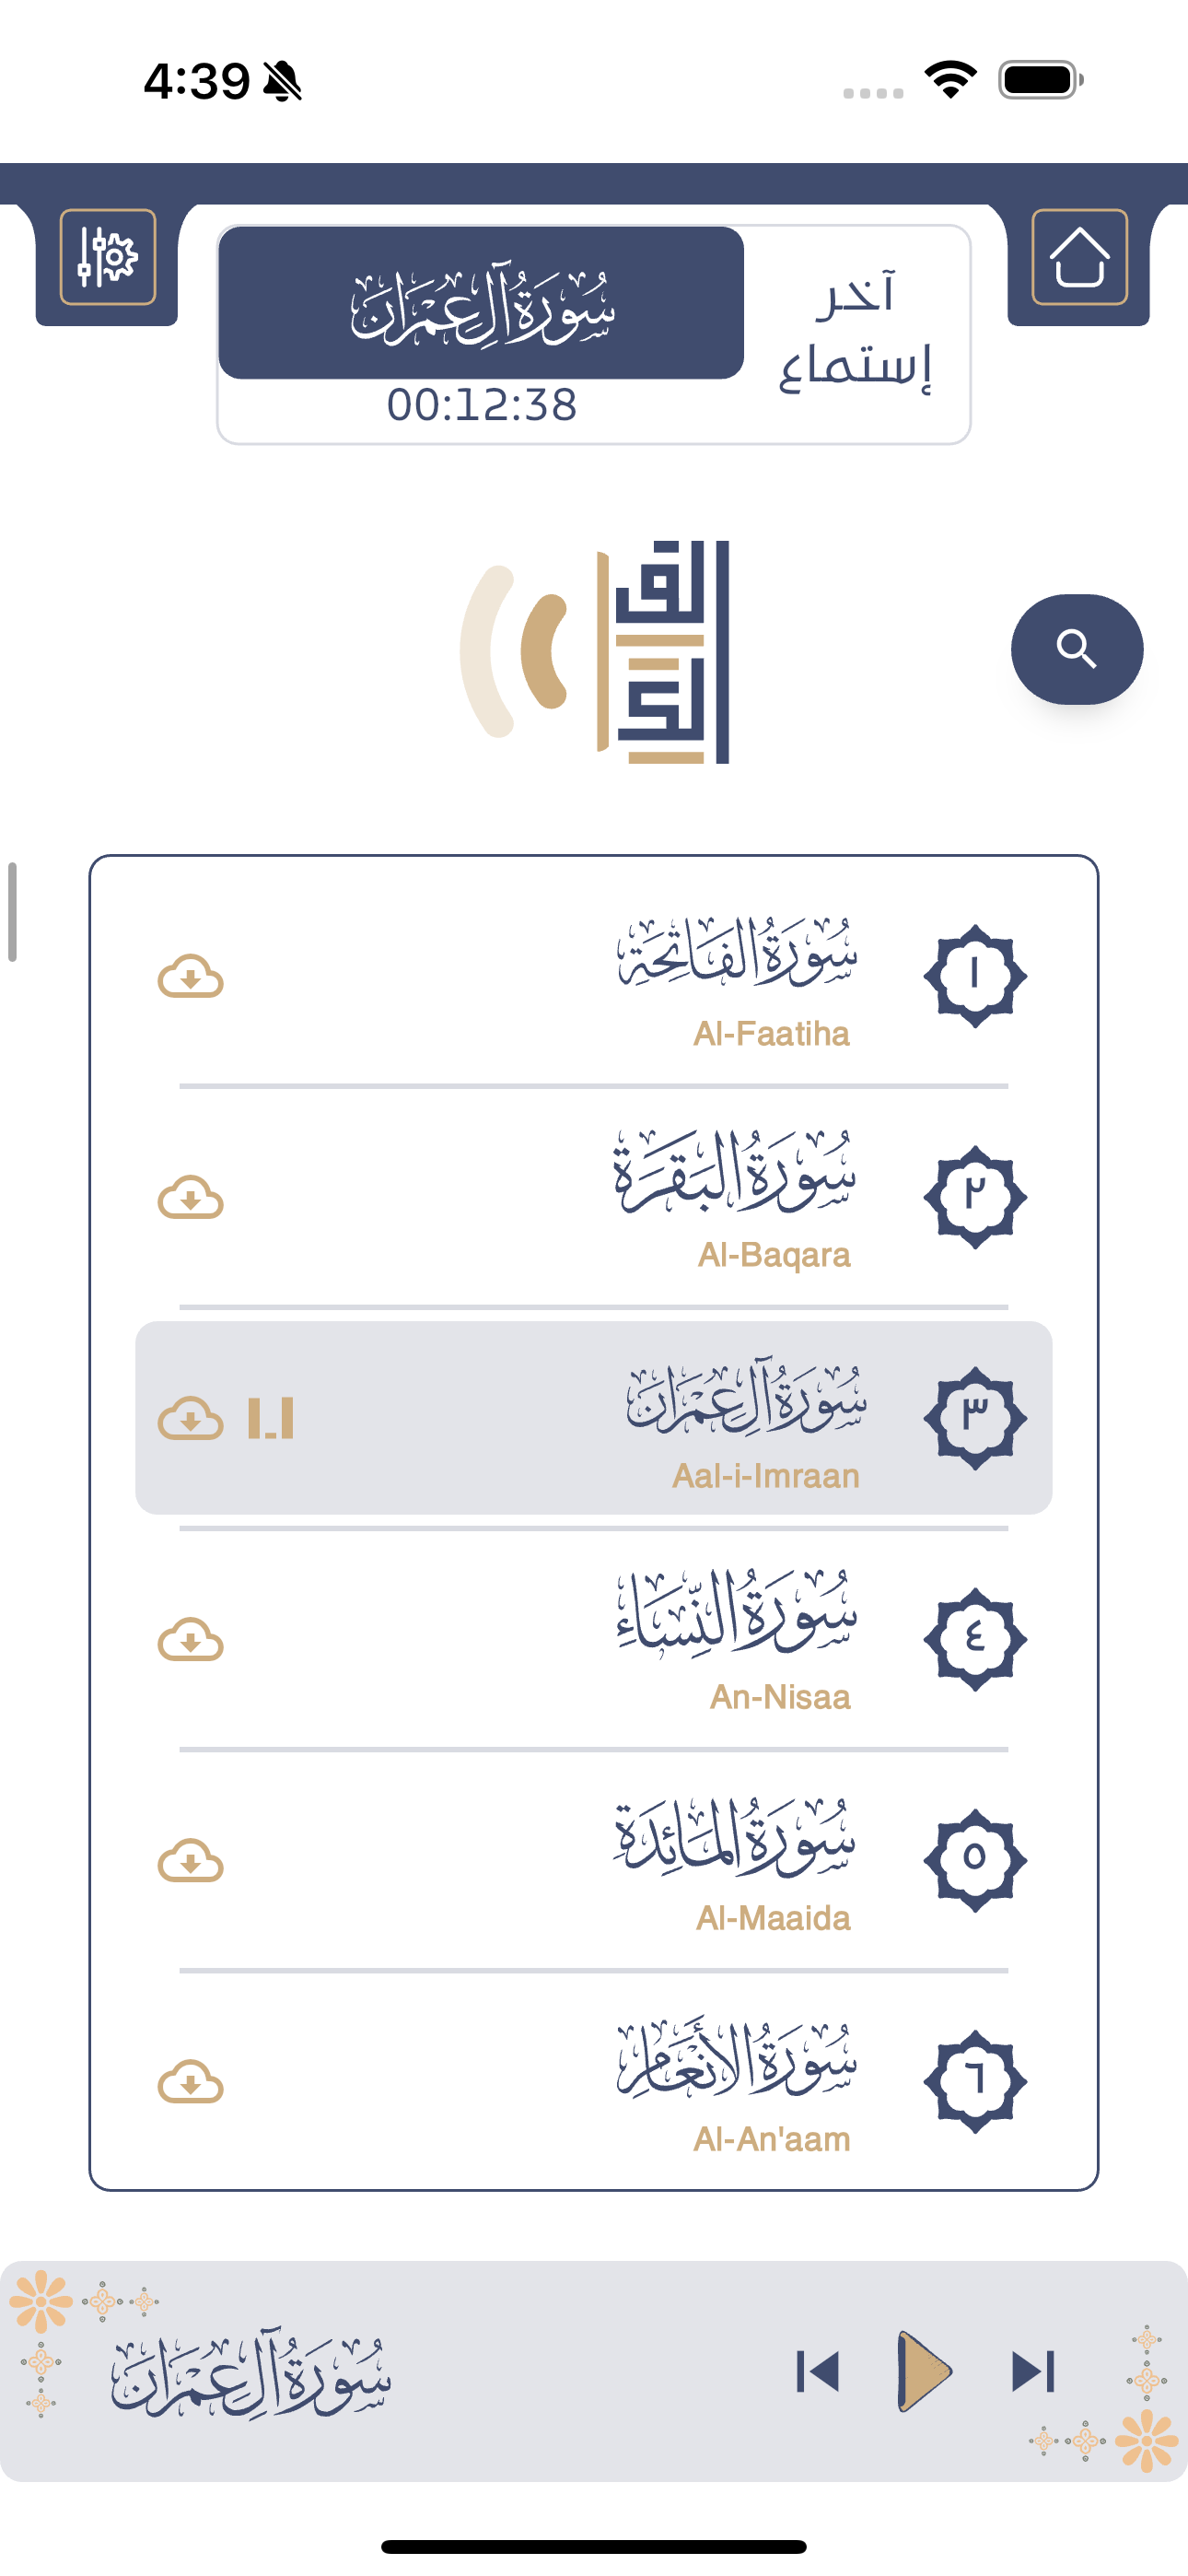 4:39
آخر
إستماع
سُورَةُ آلِ عِمْرَانَ
00:12:38
القرآن
١
سُورَةُ الفَاتِحَةِ
Al-Faatiha
٢
سُورَةُ البَقَرَةِ
Al-Baqara
٣
سُورَةُ آلِ عِمْرَانَ
Aal-i-Imraan
٤
سُورَةُ النِّسَاءِ
An-Nisaa
٥
سُورَةُ المَائِدَةِ
Al-Maaida
٦
سُورَةُ الأَنْعَامِ
Al-An'aam
سُورَةُ آلِ عِمْرَانَ